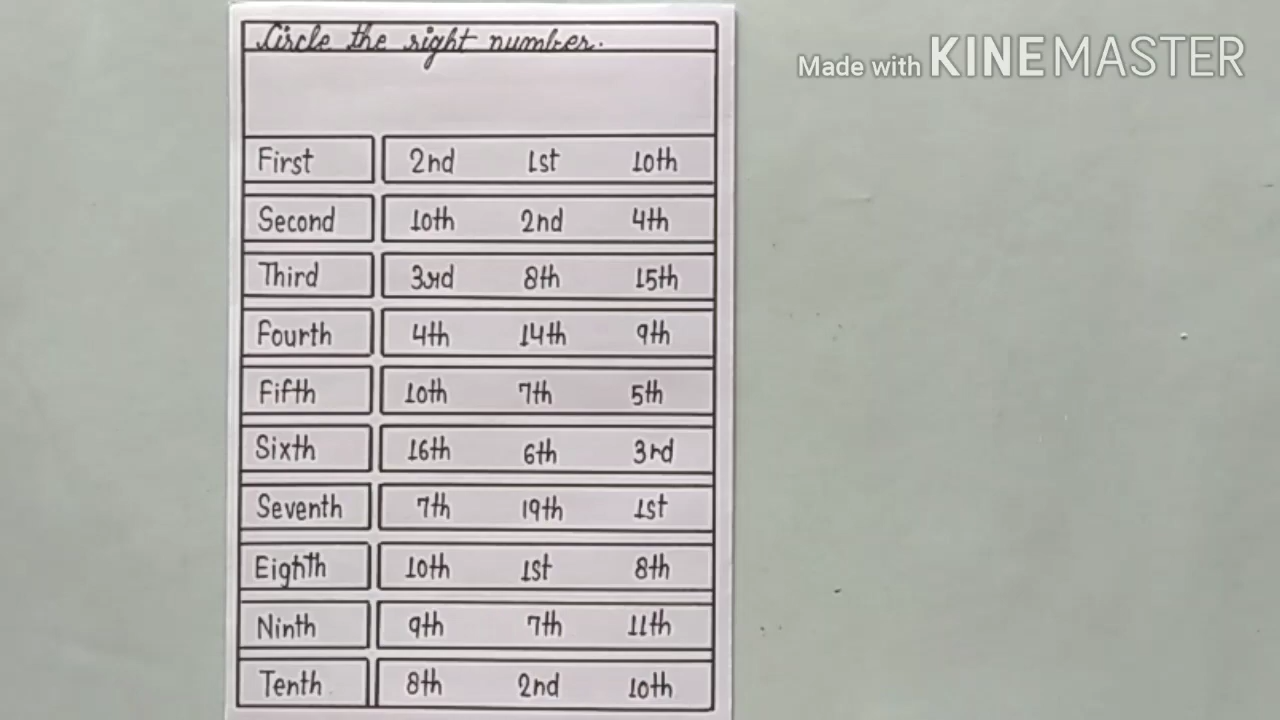 Circle the right number.
Made with KINEMASTER
First 2nd 1st 10th
Second 10th 2nd 4th
Third 3rd 8th 15th
Fourth 4th 14th 9th
Fifth 10th 7th 5th
Sixth 16th 6th 3rd
Seventh 7th 19th 1st
Eighth 10th 1st 8th
Ninth 9th 7th 11th
Tenth 8th 2nd 10th